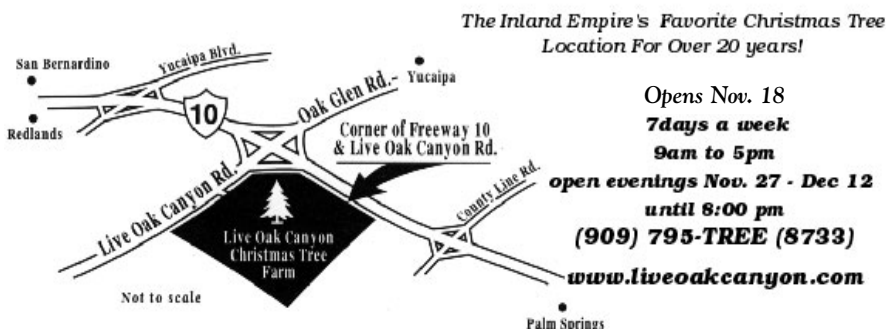 The Inland Empire's Favorite Christmas Tree
Location For Over 20 years!
San Bernardino
Yucaipa Blvd.
Redlands
10
Oak Glen Rd.-
Yucaipa
Corner of Freeway 10
& Live Oak Canyon Rd.
Live Oak Canyon Rd.
Live Oak Canyon
Christmas Tree
Farm
County Line Rd.
Not to scale
Palm Springs
Opens Nov. 18
7days a week
9am to 5pm
open evenings Nov. 27 - Dec 12
until 8:00 pm
(909) 795-TREE (8733)
www.liveoakcanyon.com